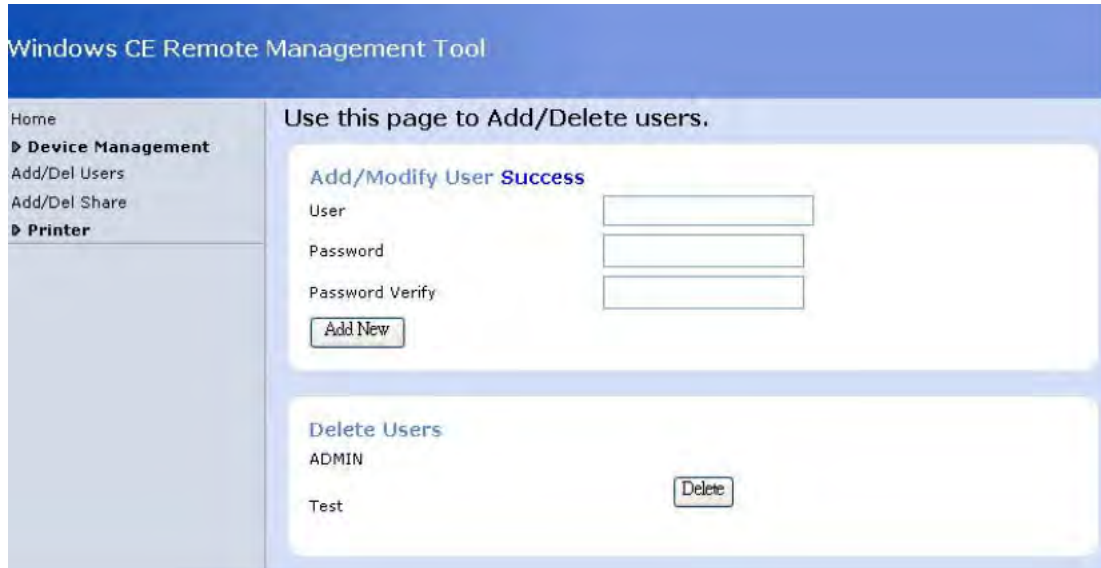 Windows CE Remote Management Tool
Home
Device Management
Add/Del Users
Add/Del Share
Printer
Use this page to Add/Delete users.
Add/Modify User Success
User
Password
Password Verify
Add New
Delete Users
ADMIN
Test
Delete